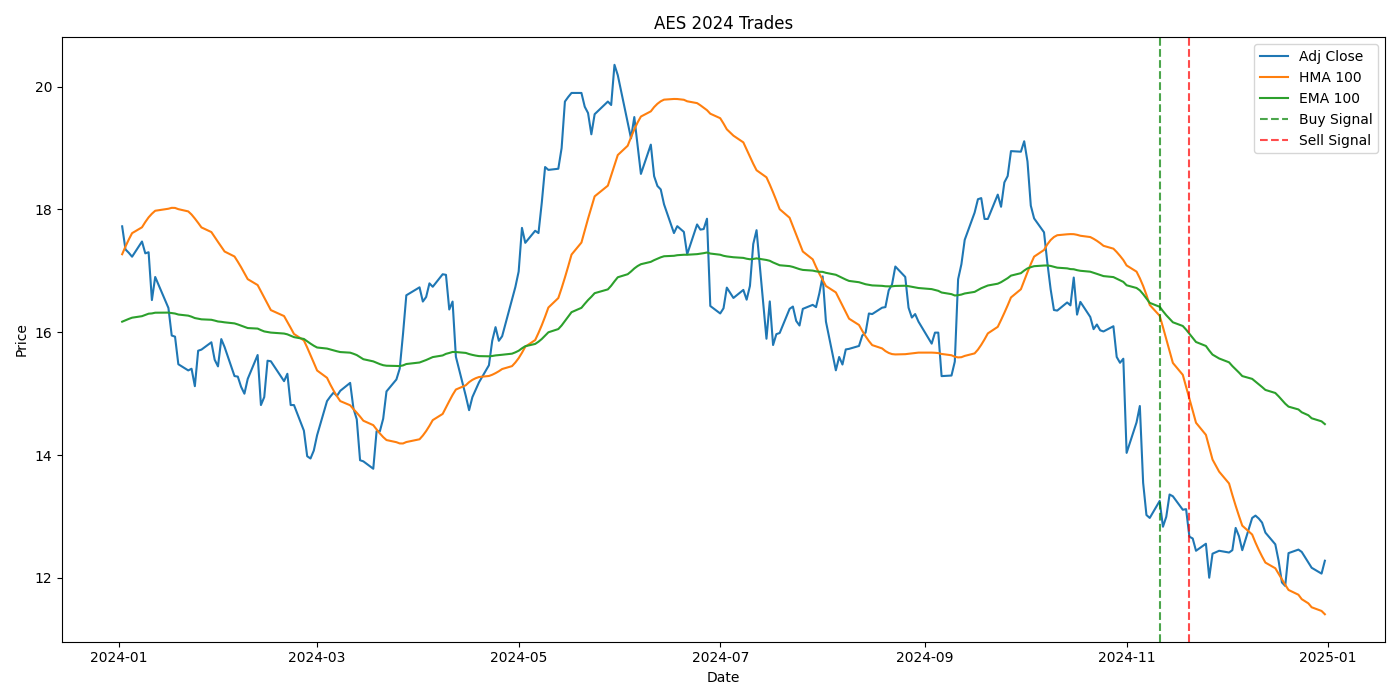 AES 2024 Trades
Adj Close
HMA 100
EMA 100
Buy Signal
Sell Signal
Price
20
18
16
14
12
2024-01
2024-03
2024-05
2024-07
2024-09
2024-11
2025-01
Date